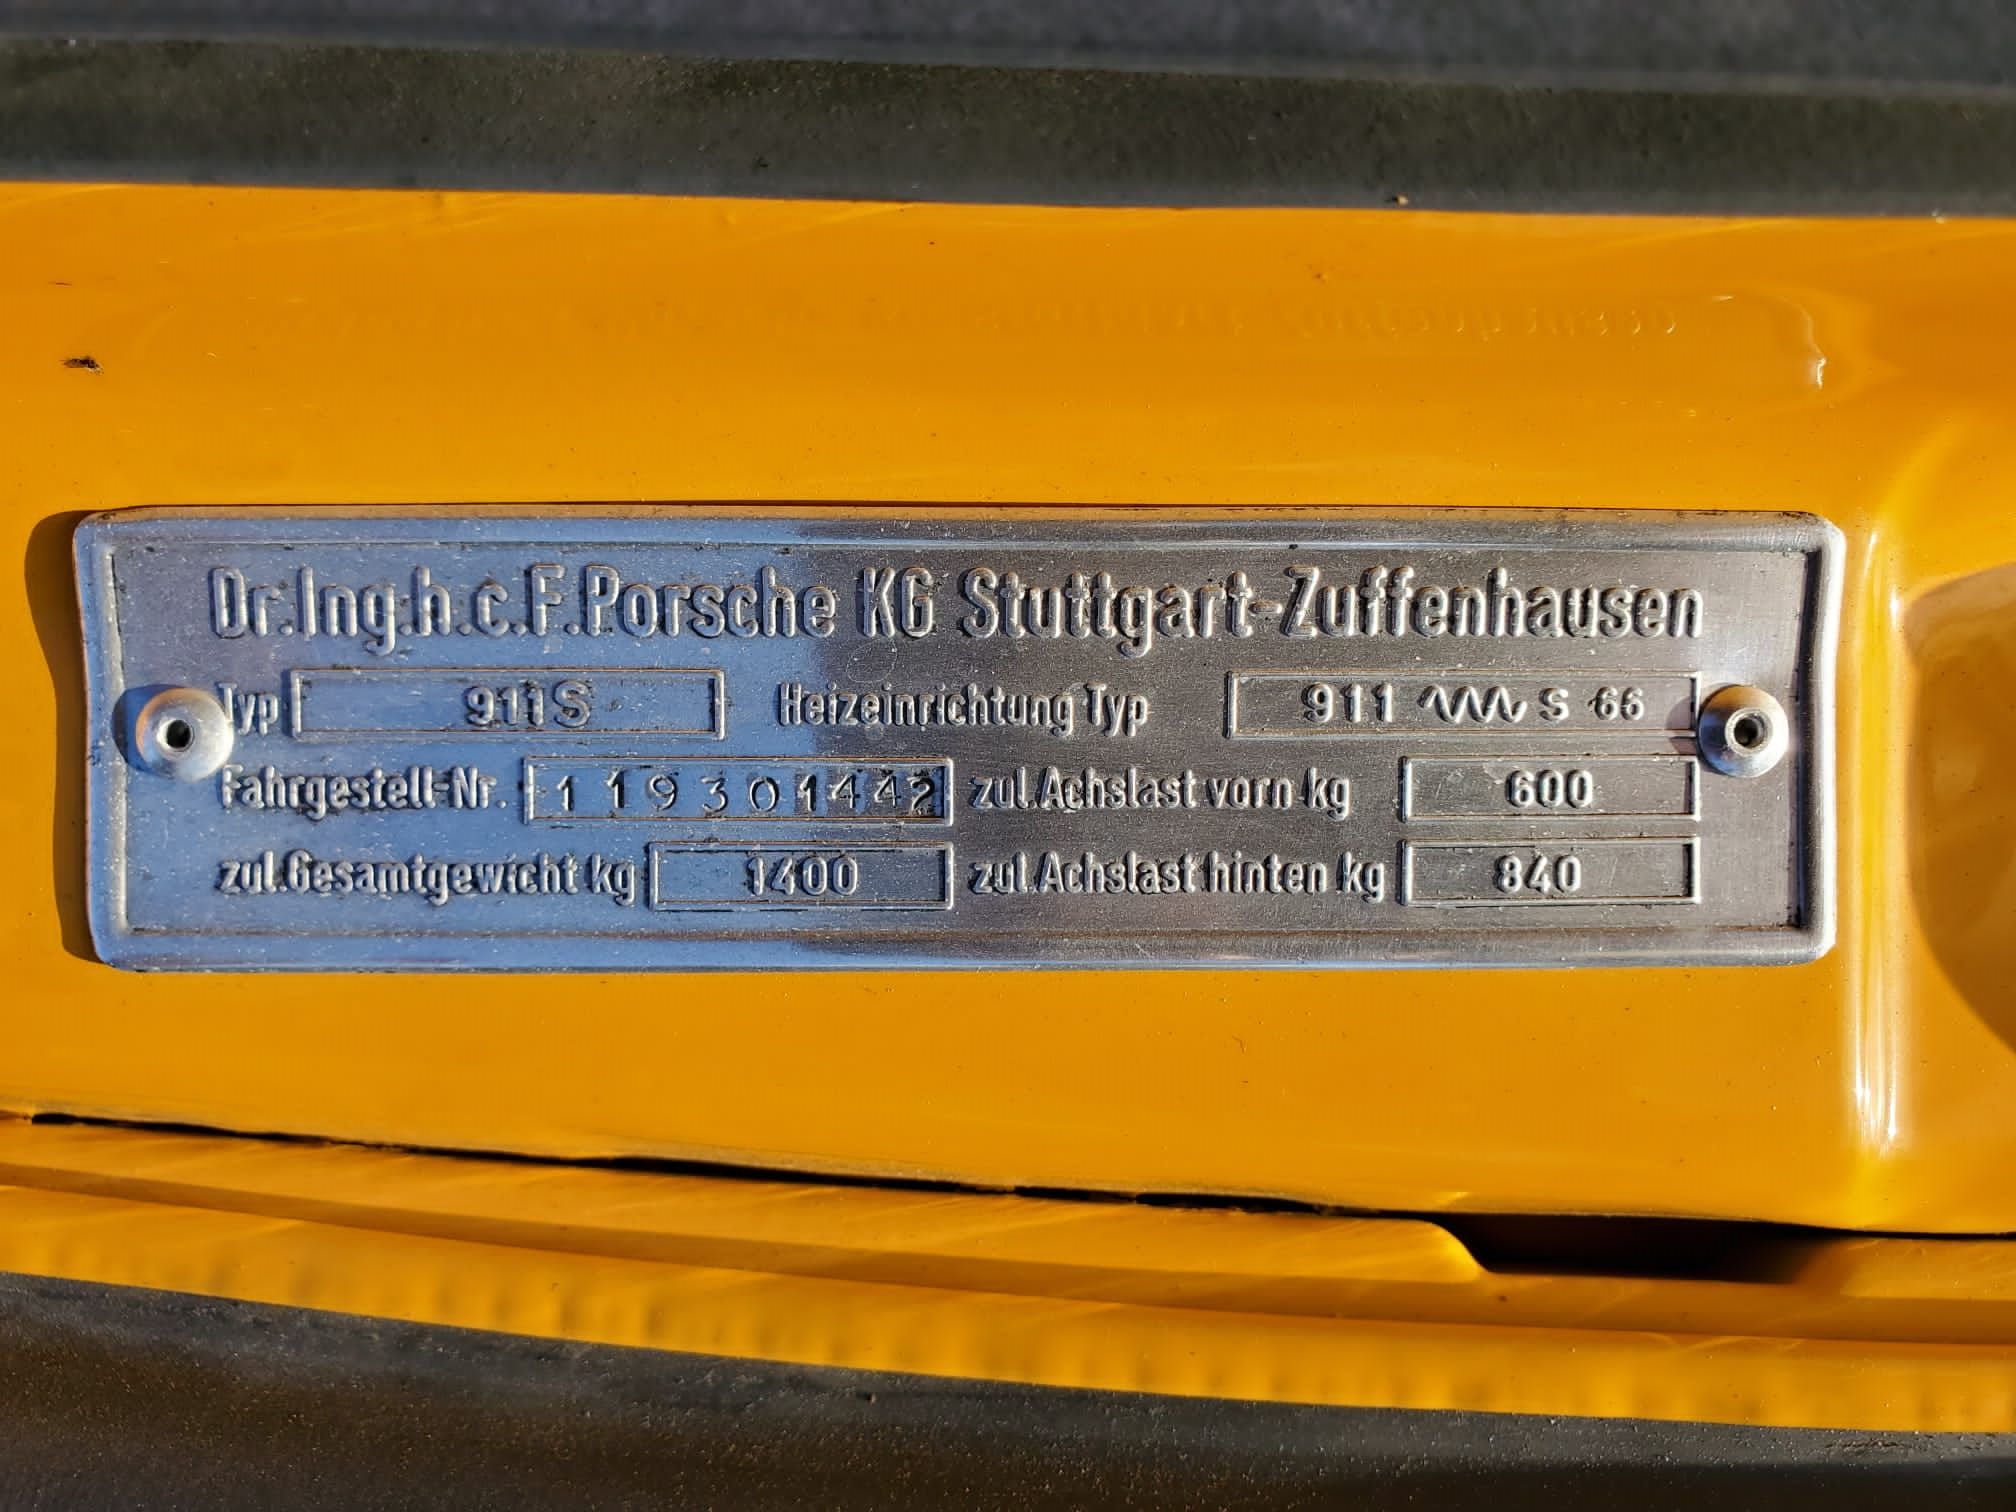 Dr.Ing.h.c.F.Porsche KG Stuttgart-Zuffenhausen
Typ 911S Heizeinrichtung Typ 911 S 66
Fahrgestell-Nr. 119301442 zul.Achslast vorn kg 600
zul.Gesamtgewicht kg 1400 zul.Achslast hinten kg 840